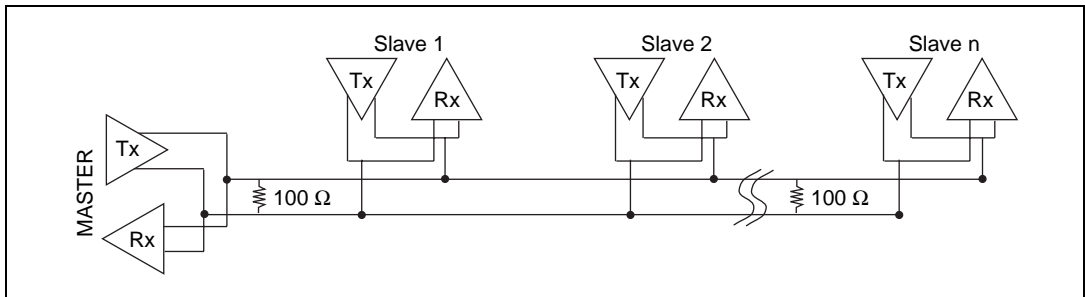 Slave 1
Slave 2
Slave n
Tx
Rx
Tx
Rx
Tx
Rx
MASTER
Tx
Rx
100 Ω
100 Ω